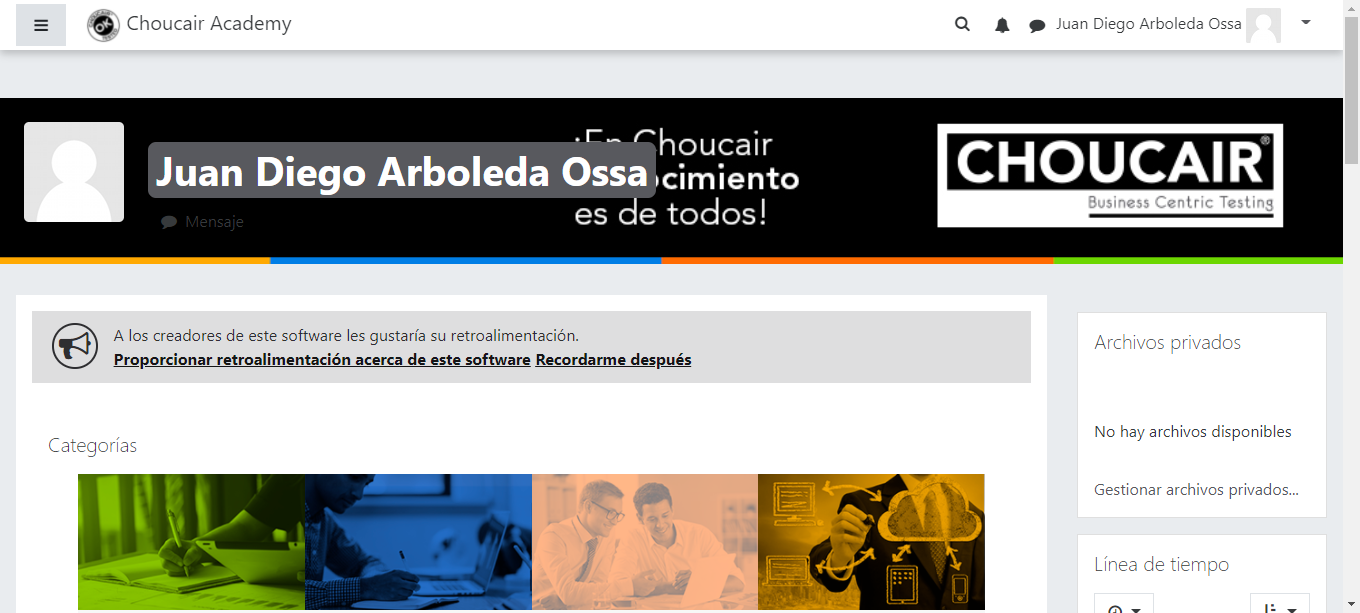 Choucair Academy
Juan Diego Arboleda Ossa
Juan Diego Arboleda Ossa
Mensaje
¡En Choucair
ocimiento
es de todos!
CHOUCAIR®
Business Centric Testing
A los creadores de este software les gustaría su retroalimentación.
Proporcionar retroalimentación acerca de este software Recordarme después
Categorías
Archivos privados
No hay archivos disponibles
Gestionar archivos privados...
Línea de tiempo